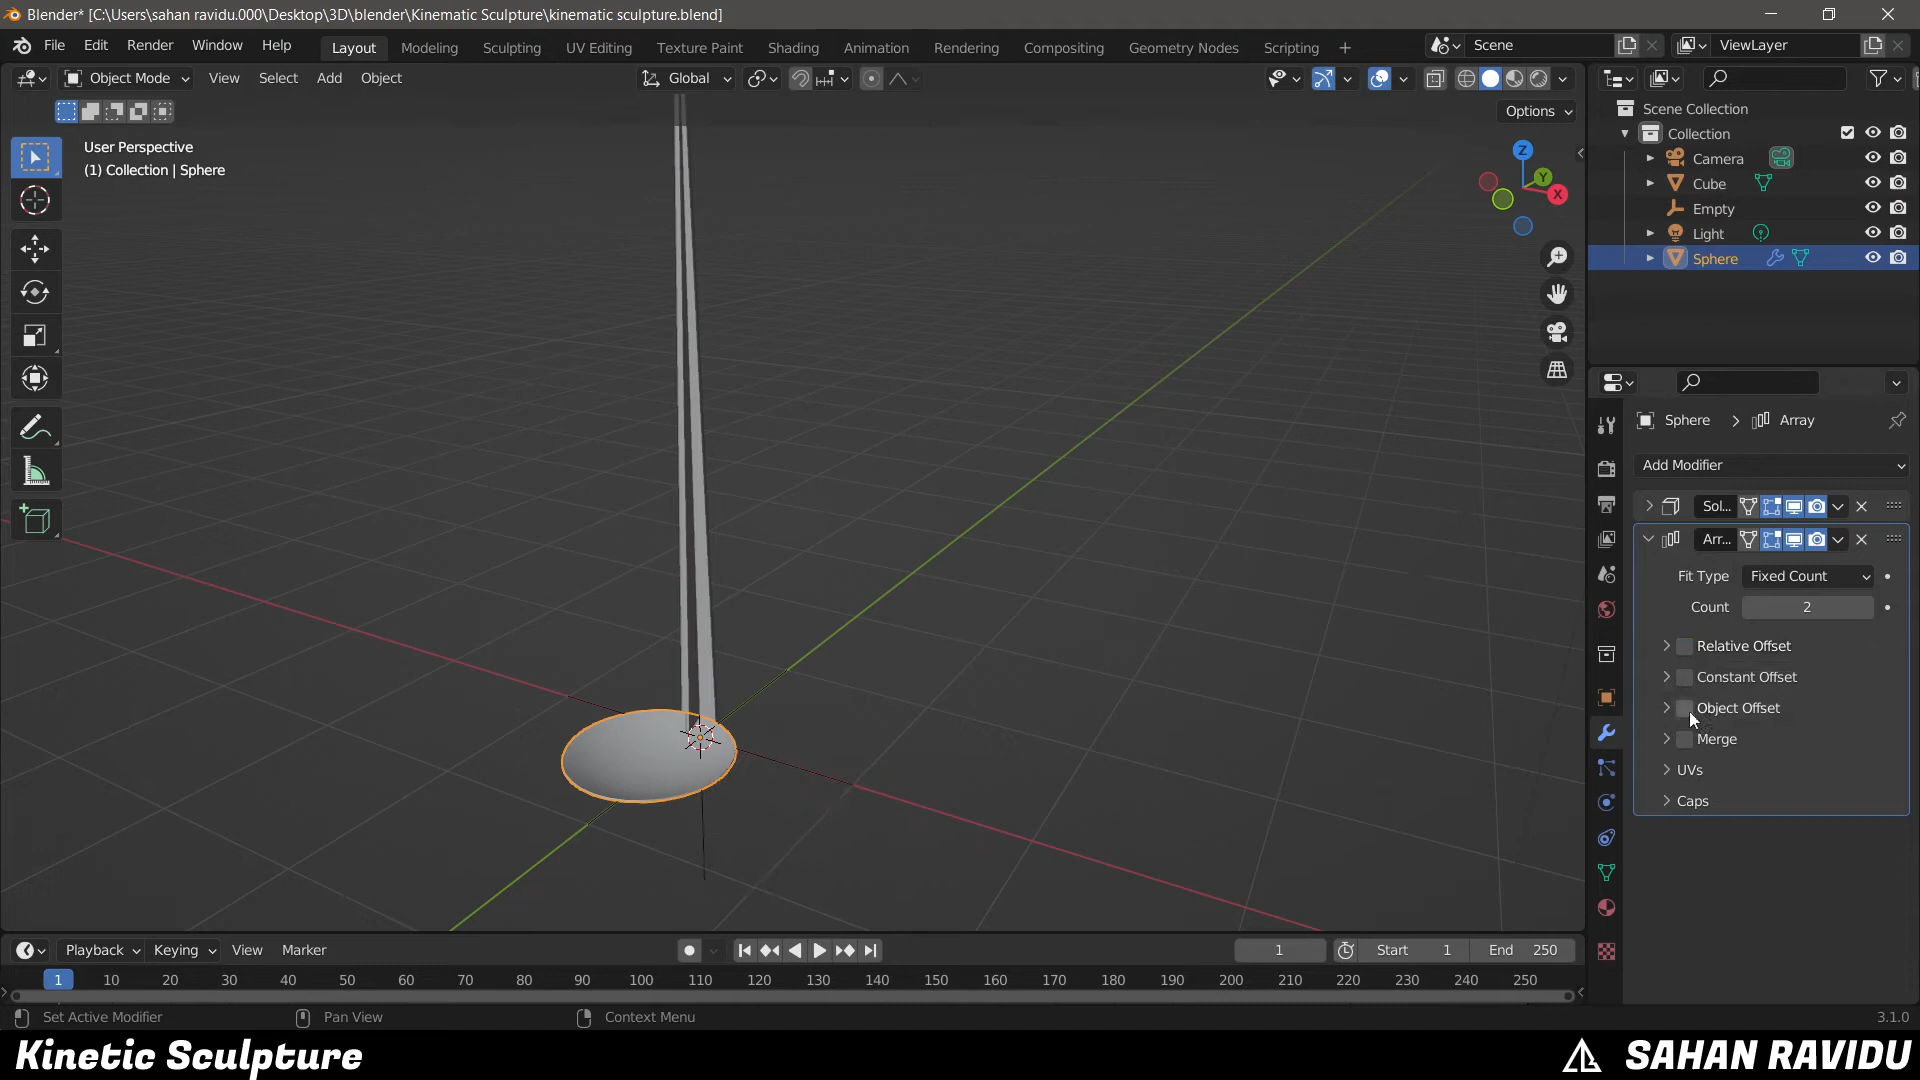 Blender* [C:\Users\sahan ravidu.000\Desktop\3D\blender\Kinematic Sculpture\kinematic sculpture.blend]
File Edit Render Window Help Layout Modeling Sculpting UV Editing Texture Paint Shading Animation Rendering Compositing Geometry Nodes Scripting Scene ViewLayer
Object Mode View Select Add Object Global
Options
User Perspective
(1) Collection | Sphere
Z
Y
X
Scene Collection
Collection
Camera
Cube
Empty
Light
Sphere
Sphere > Array
Add Modifier
Sol...
Arr...
Fit Type Fixed Count
Count 2
Relative Offset
Constant Offset
Object Offset
Merge
UVs
Caps
Playback Keying View Marker 1 Start 1 End 250
1 10 20 30 40 50 60 70 80 90 100 110 120 130 140 150 160 170 180 190 200 210 220 230 240 250
Set Active Modifier Pan View Context Menu 3.1.0
Kinetic Sculpture SAHAN RAVIDU